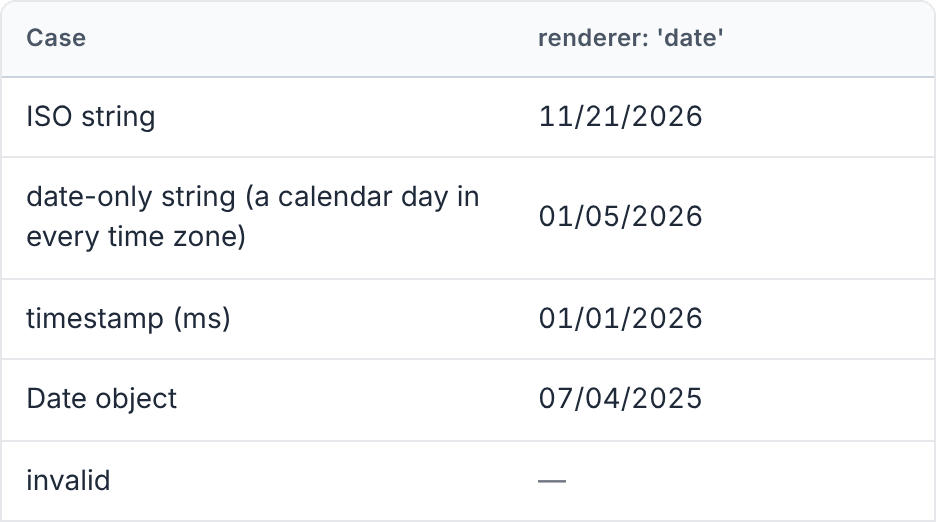 Case renderer: 'date'
ISO string 11/21/2026
date-only string (a calendar day in
every time zone) 01/05/2026
timestamp (ms) 01/01/2026
Date object 07/04/2025
invalid —